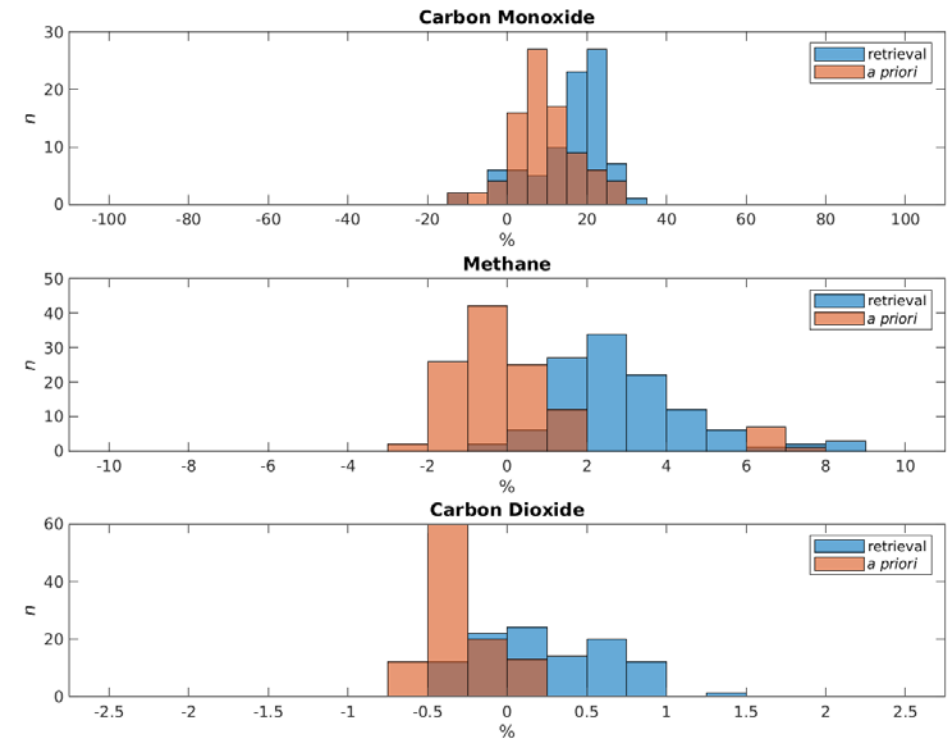 Carbon Monoxide
30
20
10
0
n
-100 -80 -60 -40 -20 0 20 40 60 80 100
%
retrieval
a priori
Methane
50
40
30
20
10
0
n
-10 -8 -6 -4 -2 0 2 4 6 8 10
%
retrieval
a priori
Carbon Dioxide
60
40
20
0
n
-2.5 -2 -1.5 -1 -0.5 0 0.5 1 1.5 2 2.5
%
retrieval
a priori